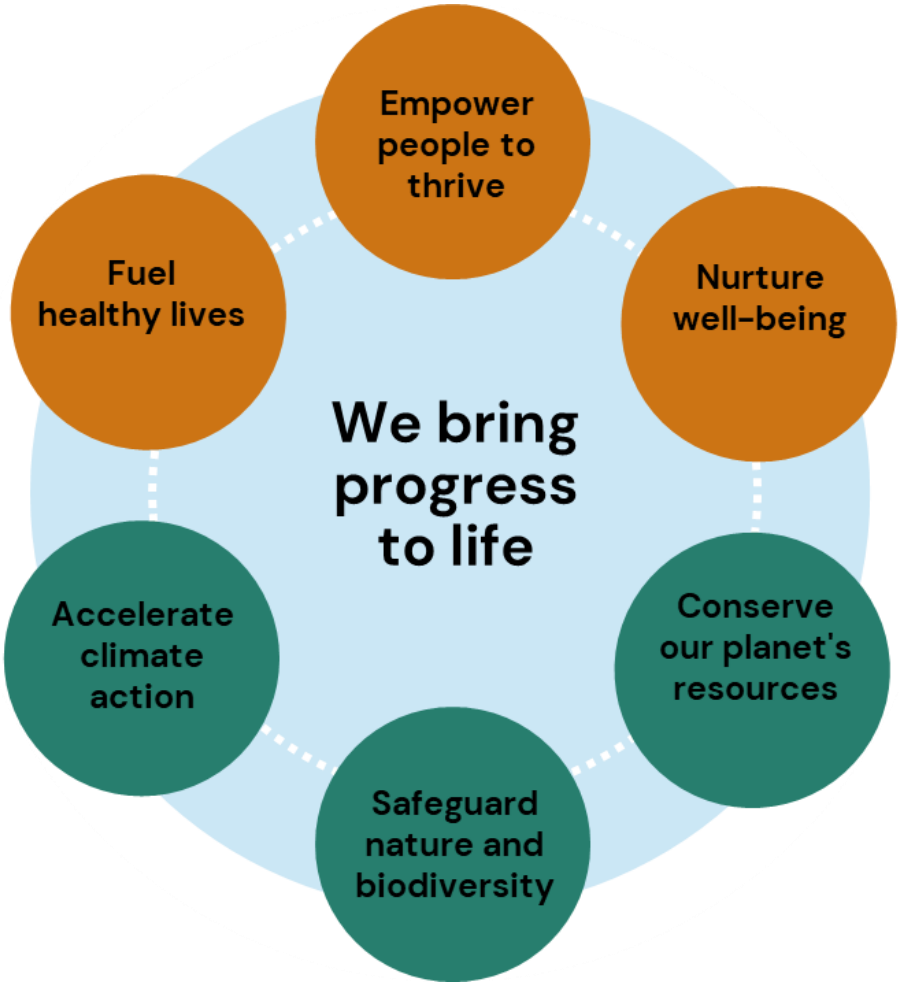 Empower
people to
thrive
Fuel
healthy lives
Nurture
well-being
We bring
progress
to life
Accelerate
climate
action
Conserve
our planet's
resources
Safeguard
nature and
biodiversity